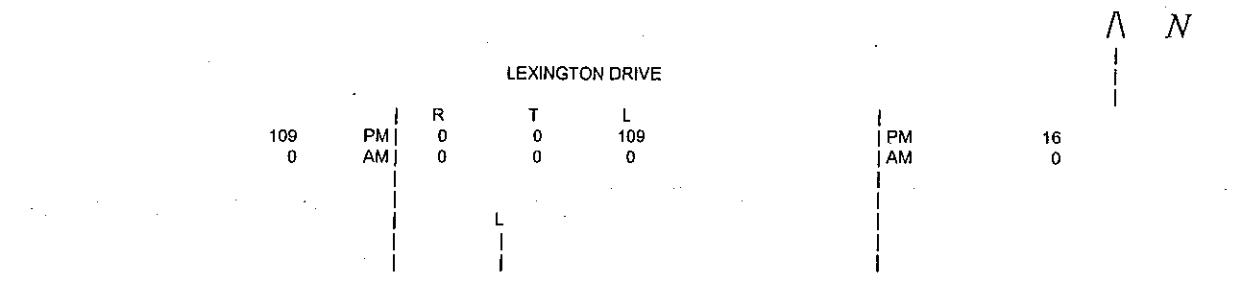 N
LEXINGTON DRIVE
R T L
109 PM 0 0 109 PM 16
0 AM 0 0 0 AM 0
L